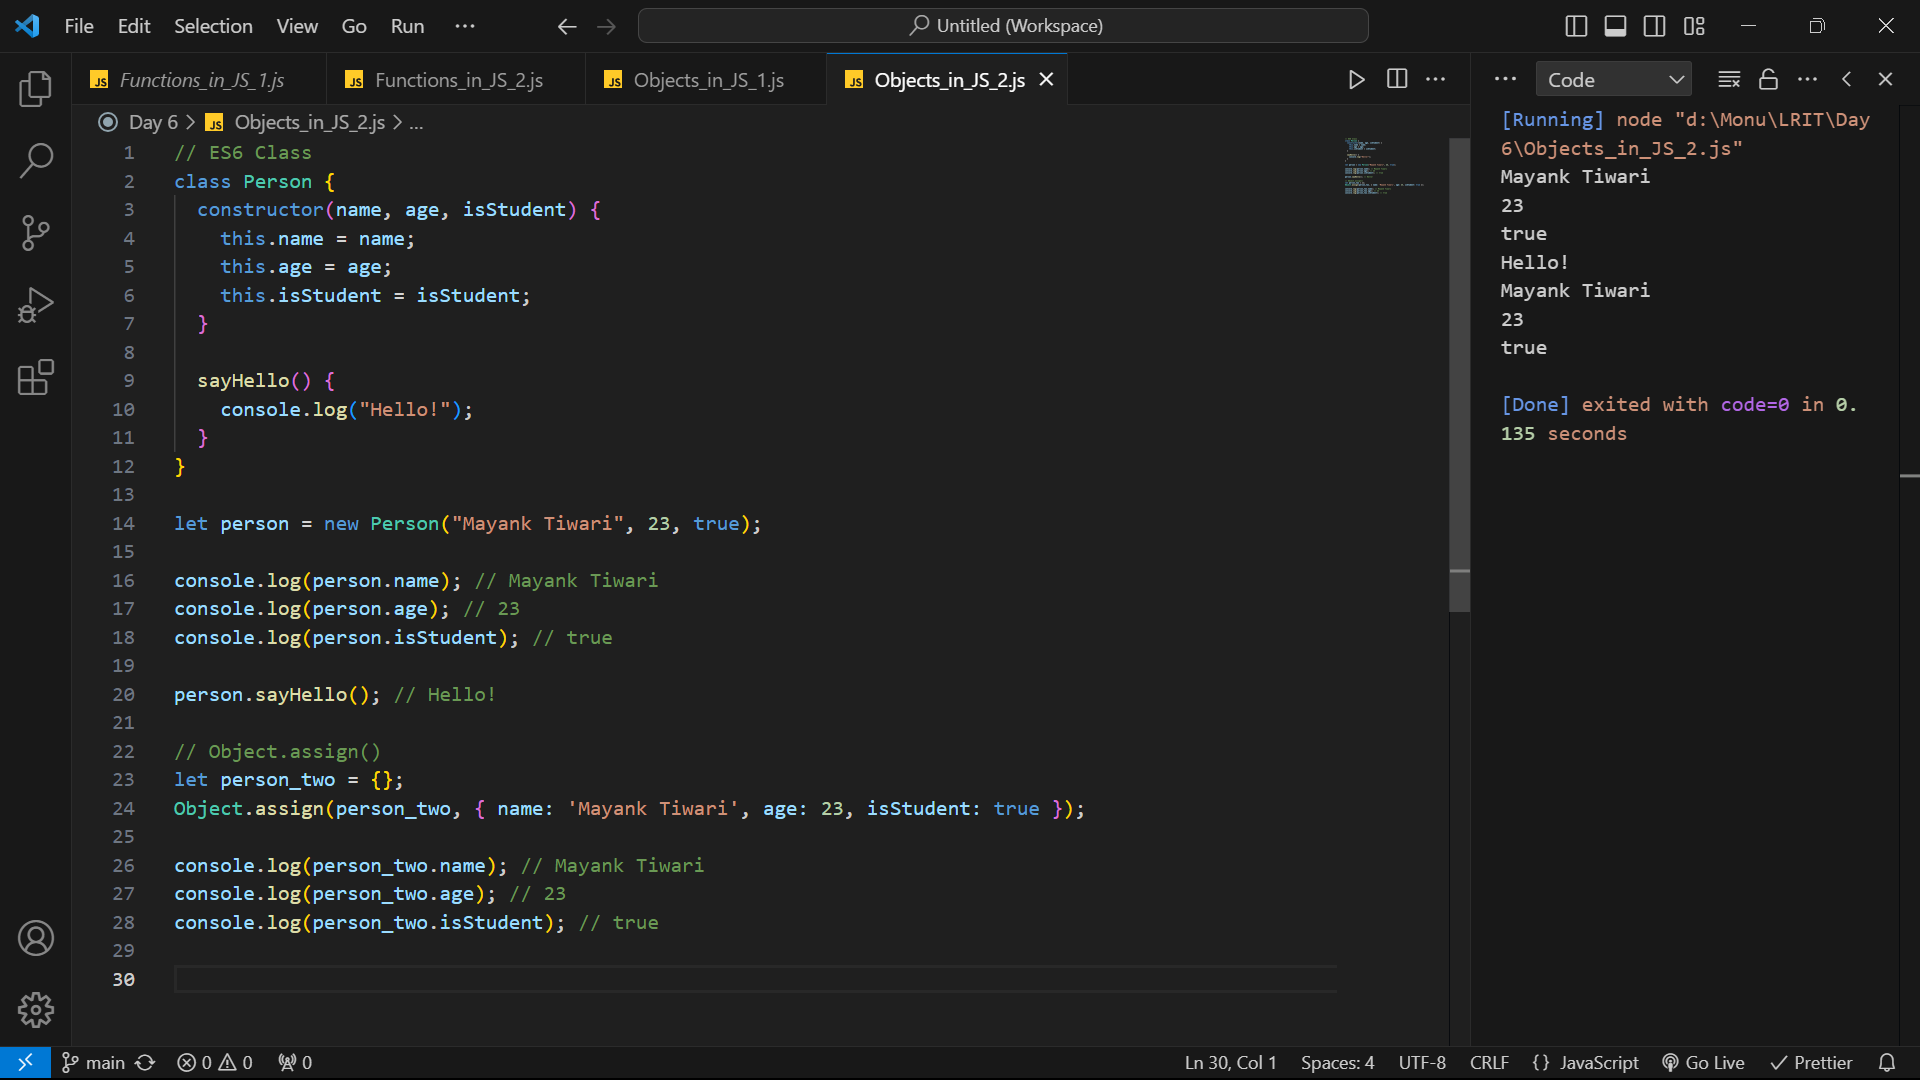 File Edit Selection View Go Run ··· Untitled (Workspace)
JS Functions_in_JS_1.js JS Functions_in_JS_2.js JS Objects_in_JS_1.js JS Objects_in_JS_2.js ··· ··· Code ···
Day 6 > JS Objects_in_JS_2.js > ...
1 // ES6 Class
2 class Person {
3 constructor(name, age, isStudent) {
4 this.name = name;
5 this.age = age;
6 this.isStudent = isStudent;
7 }
8
9 sayHello() {
10 console.log("Hello!");
11 }
12 }
13
14 let person = new Person("Mayank Tiwari", 23, true);
15
16 console.log(person.name); // Mayank Tiwari
17 console.log(person.age); // 23
18 console.log(person.isStudent); // true
19
20 person.sayHello(); // Hello!
21
22 // Object.assign()
23 let person_two = {};
24 Object.assign(person_two, { name: 'Mayank Tiwari', age: 23, isStudent: true });
25
26 console.log(person_two.name); // Mayank Tiwari
27 console.log(person_two.age); // 23
28 console.log(person_two.isStudent); // true
29
30
[Running] node "d:\Monu\LRIT\Day
6\Objects_in_JS_2.js"
Mayank Tiwari
23
true
Hello!
Mayank Tiwari
23
true
[Done] exited with code=0 in 0.
135 seconds
main 0 0 0 Ln 30, Col 1 Spaces: 4 UTF-8 CRLF {} JavaScript Go Live Prettier